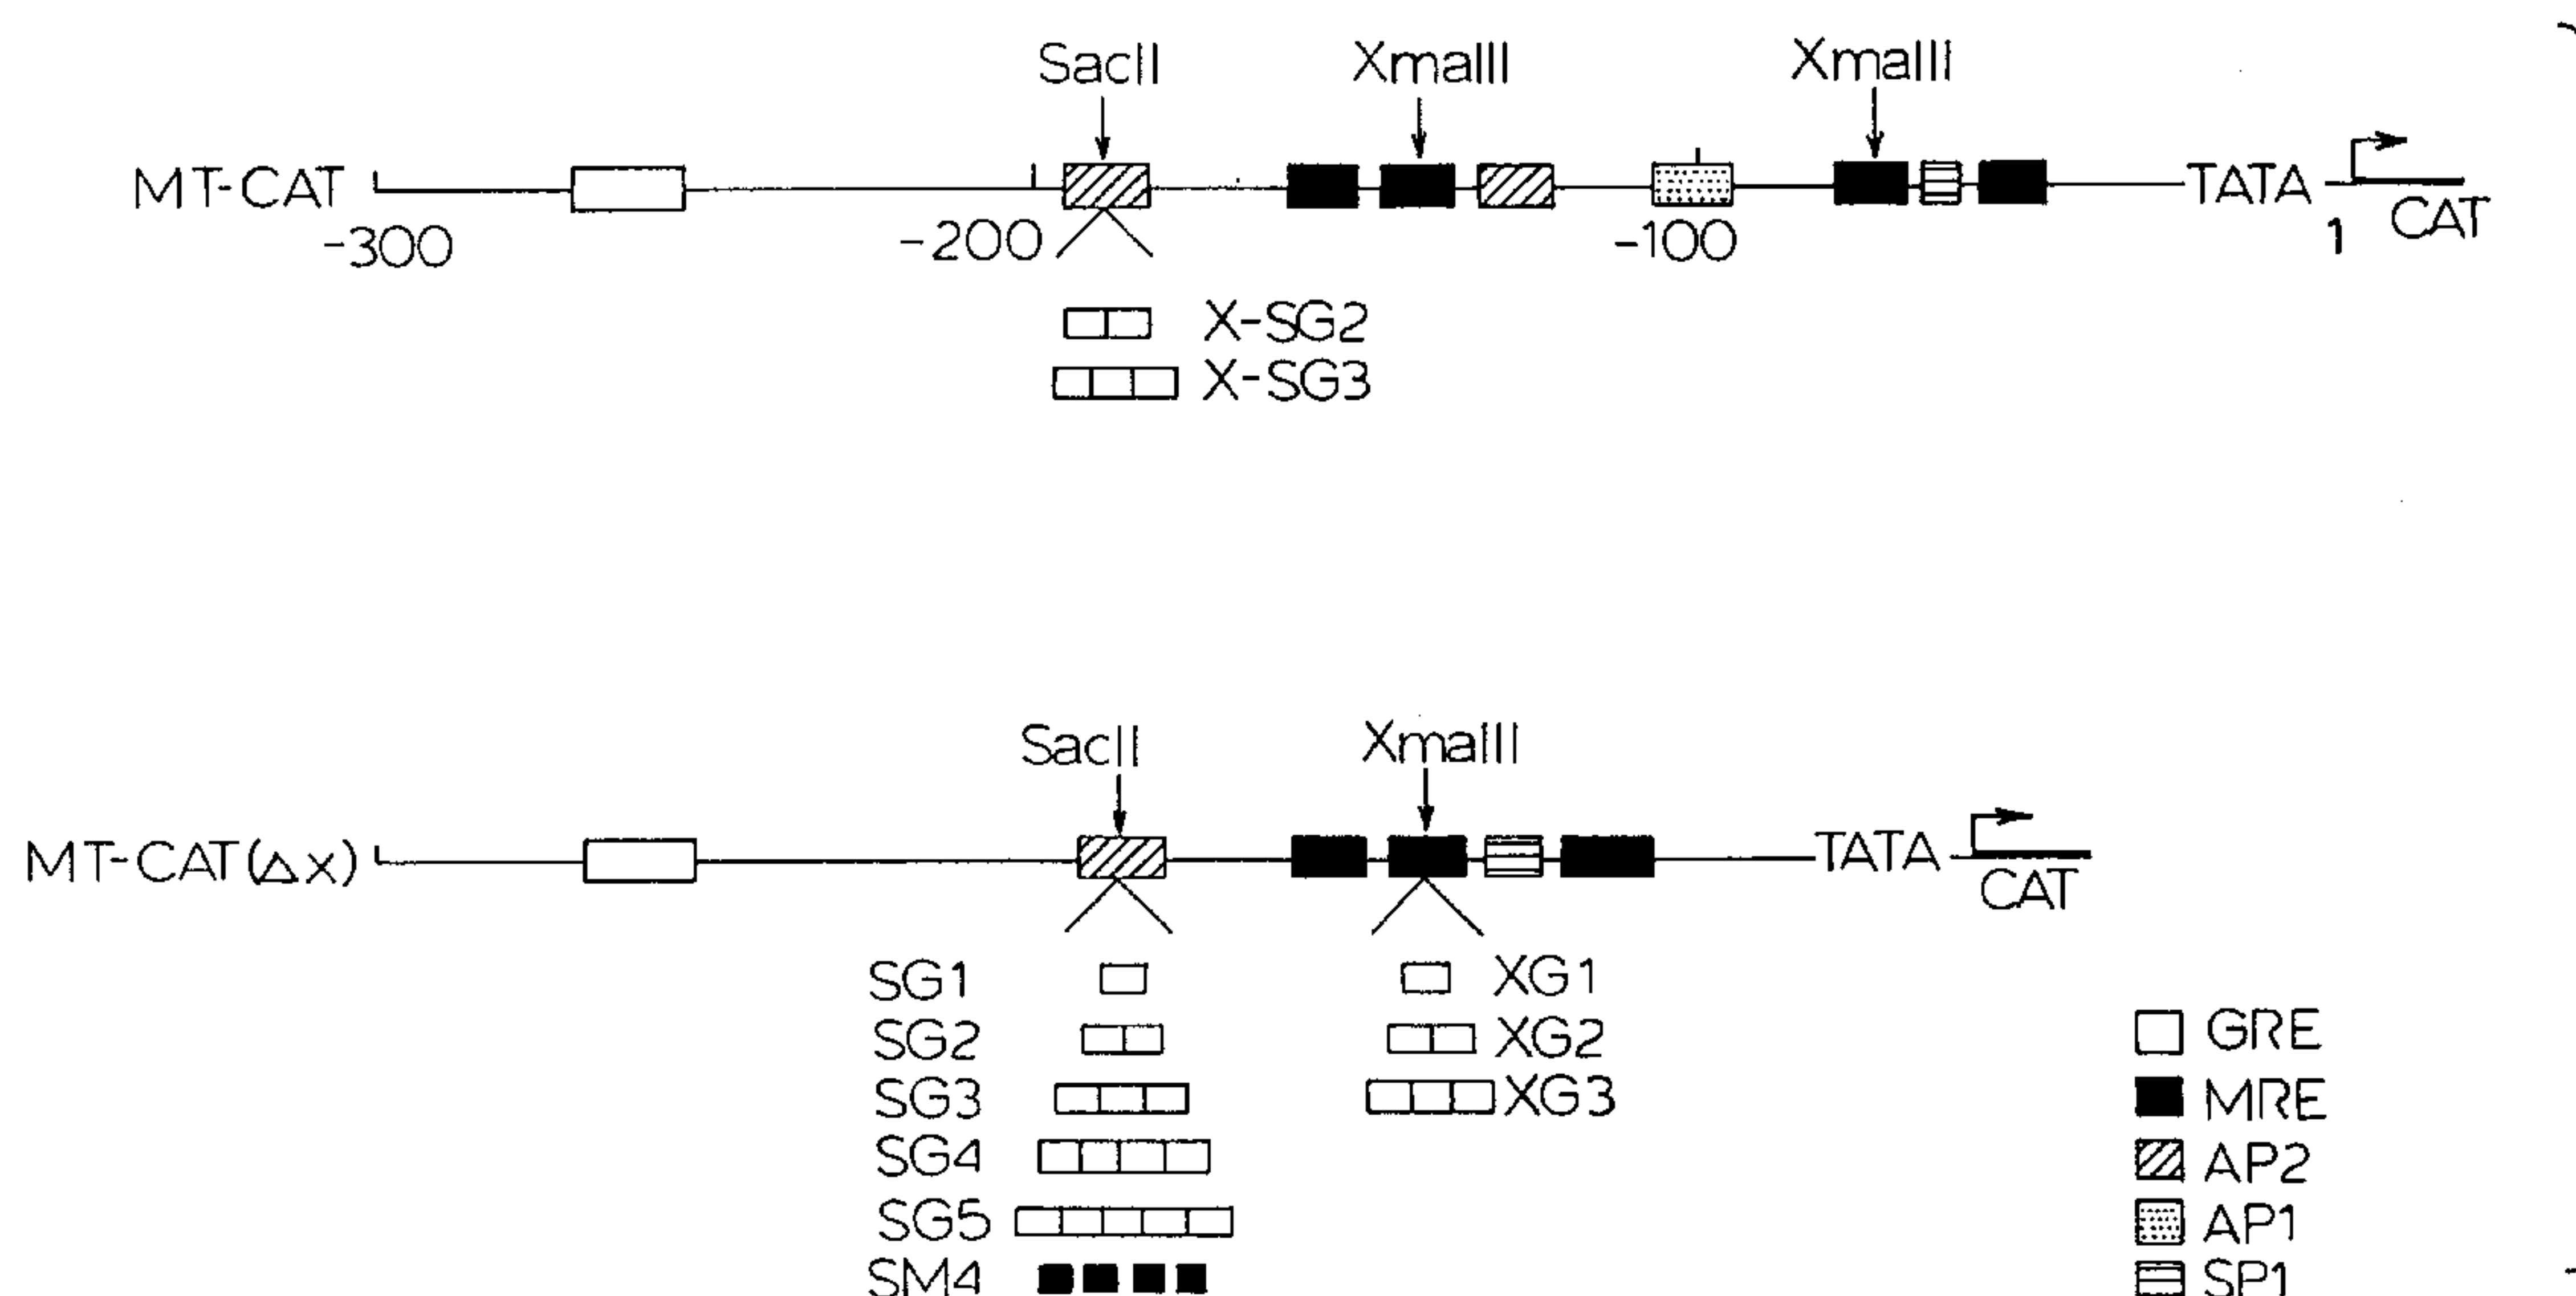 SacII XmaIII XmaIII
MT-CAT TATA
-300 -200 -100 1 CAT
X-SG2
X-SG3
SacII XmaIII
MT-CAT(Δx) TATA
CAT
SG1 XG1
SG2 XG2
SG3 XG3
SG4
SG5
SM4
GRE
MRE
AP2
AP1
SP1